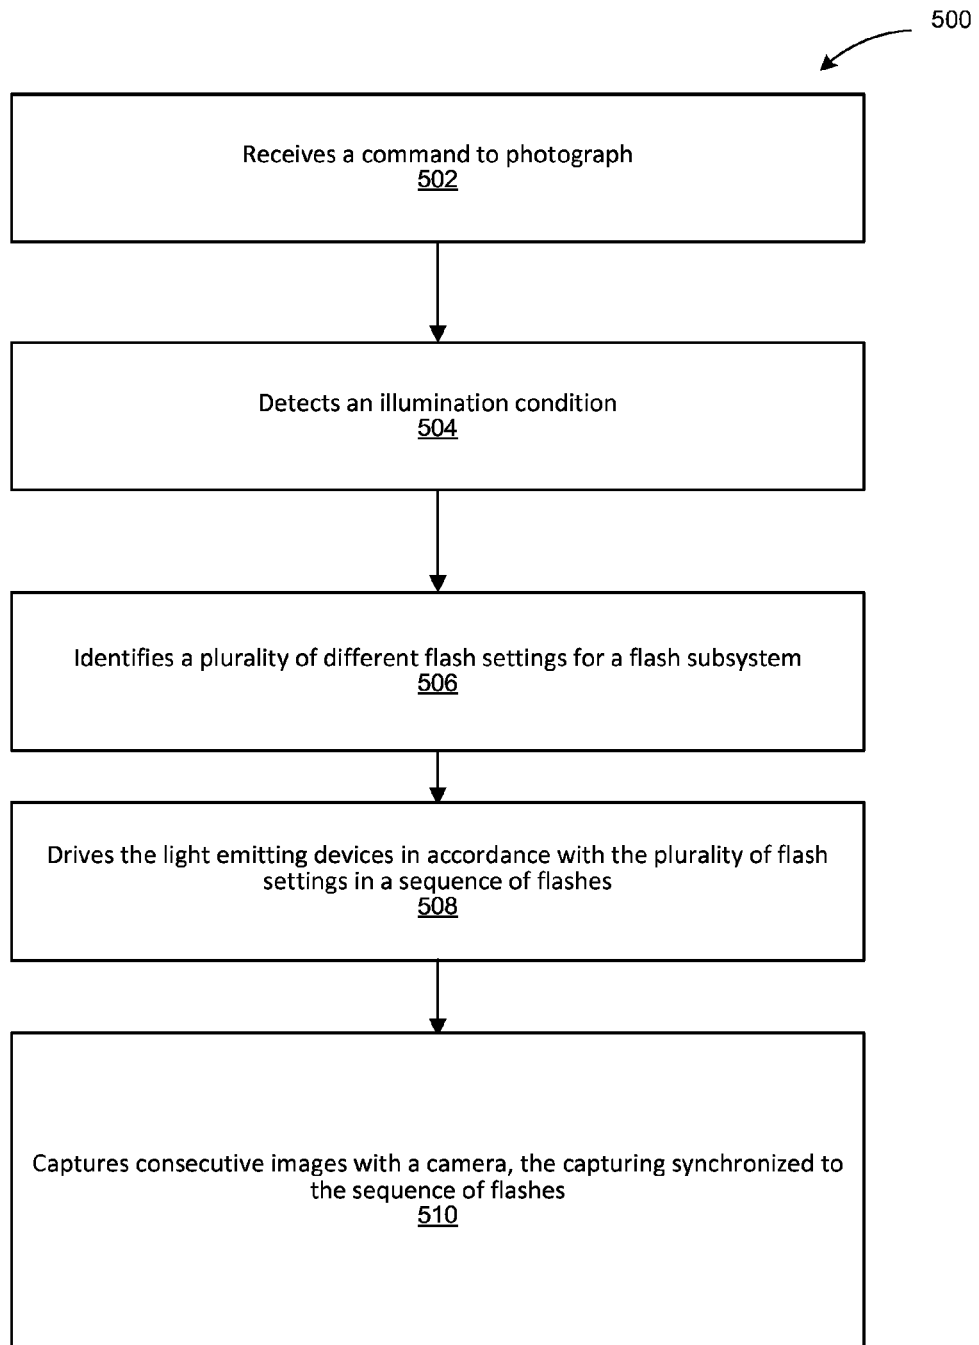 500
Receives a command to photograph
502
Detects an illumination condition
504
Identifies a plurality of different flash settings for a flash subsystem
506
Drives the light emitting devices in accordance with the plurality of flash
settings in a sequence of flashes
508
Captures consecutive images with a camera, the capturing synchronized to
the sequence of flashes
510